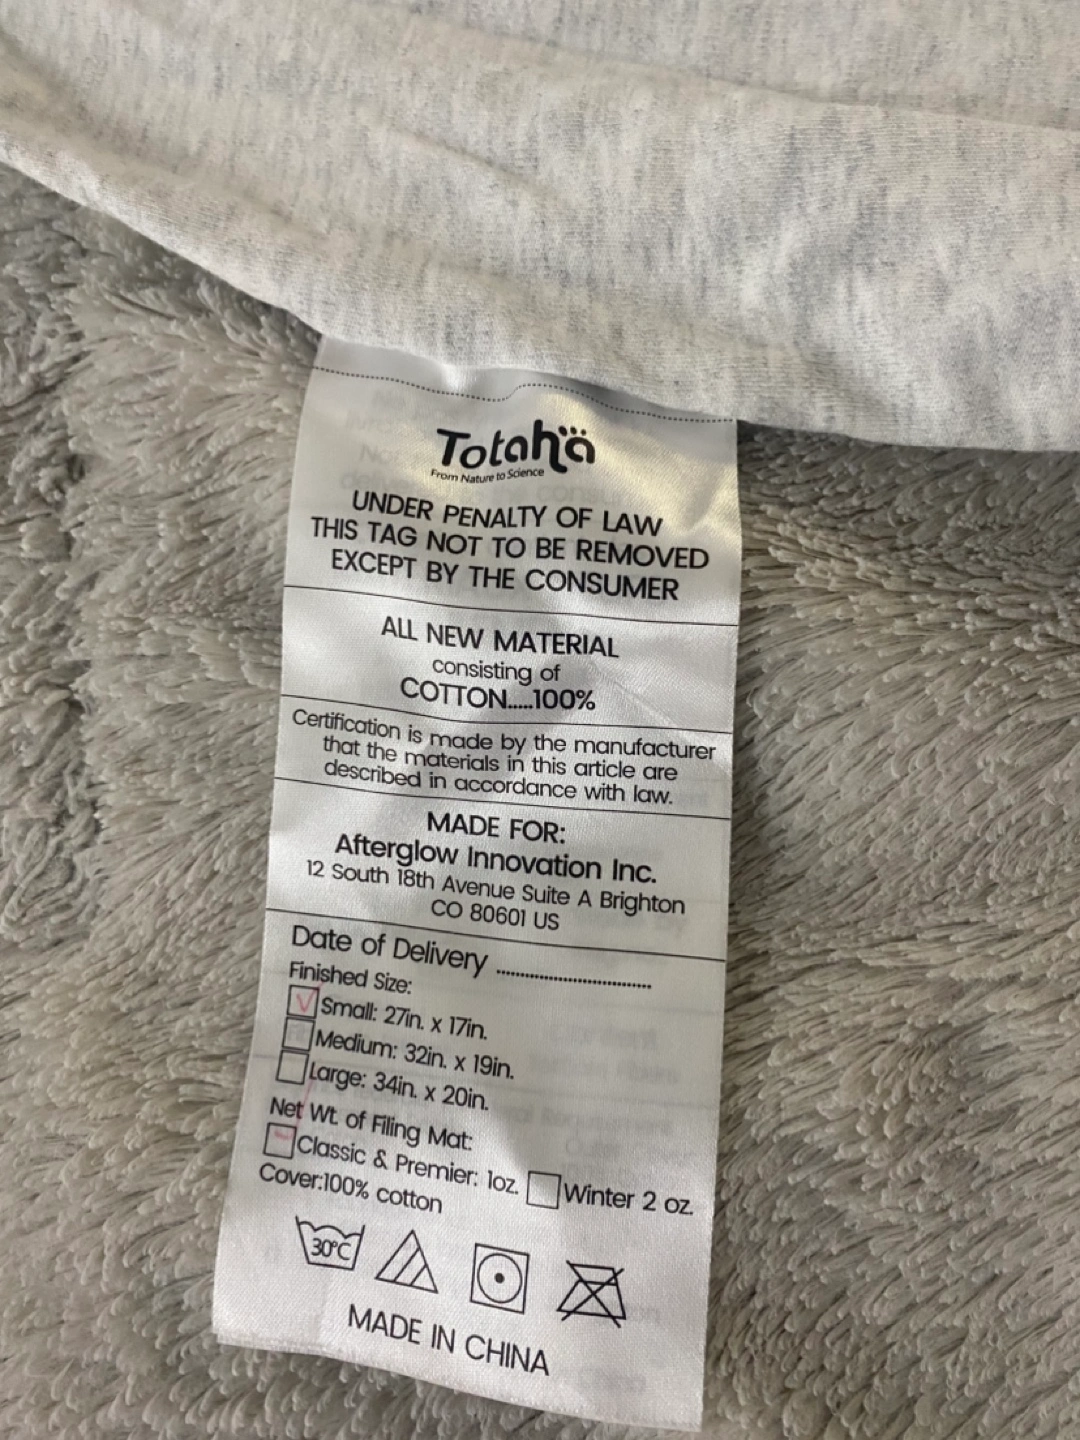 Totaha
From Nature to Science
UNDER PENALTY OF LAW
THIS TAG NOT TO BE REMOVED
EXCEPT BY THE CONSUMER
ALL NEW MATERIAL
consisting of
COTTON.....100%
Certification is made by the manufacturer
that the materials in this article are
described in accordance with law.
MADE FOR:
Afterglow Innovation Inc.
12 South 18th Avenue Suite A Brighton
CO 80601 US
Date of Delivery ................................
Finished Size:
Small: 27in. x 17in.
Medium: 32in. x 19in.
Large: 34in. x 20in.
Net Wt. of Filing Mat:
Classic & Premier: 1oz. Winter 2 oz.
Cover:100% cotton
30°C
MADE IN CHINA